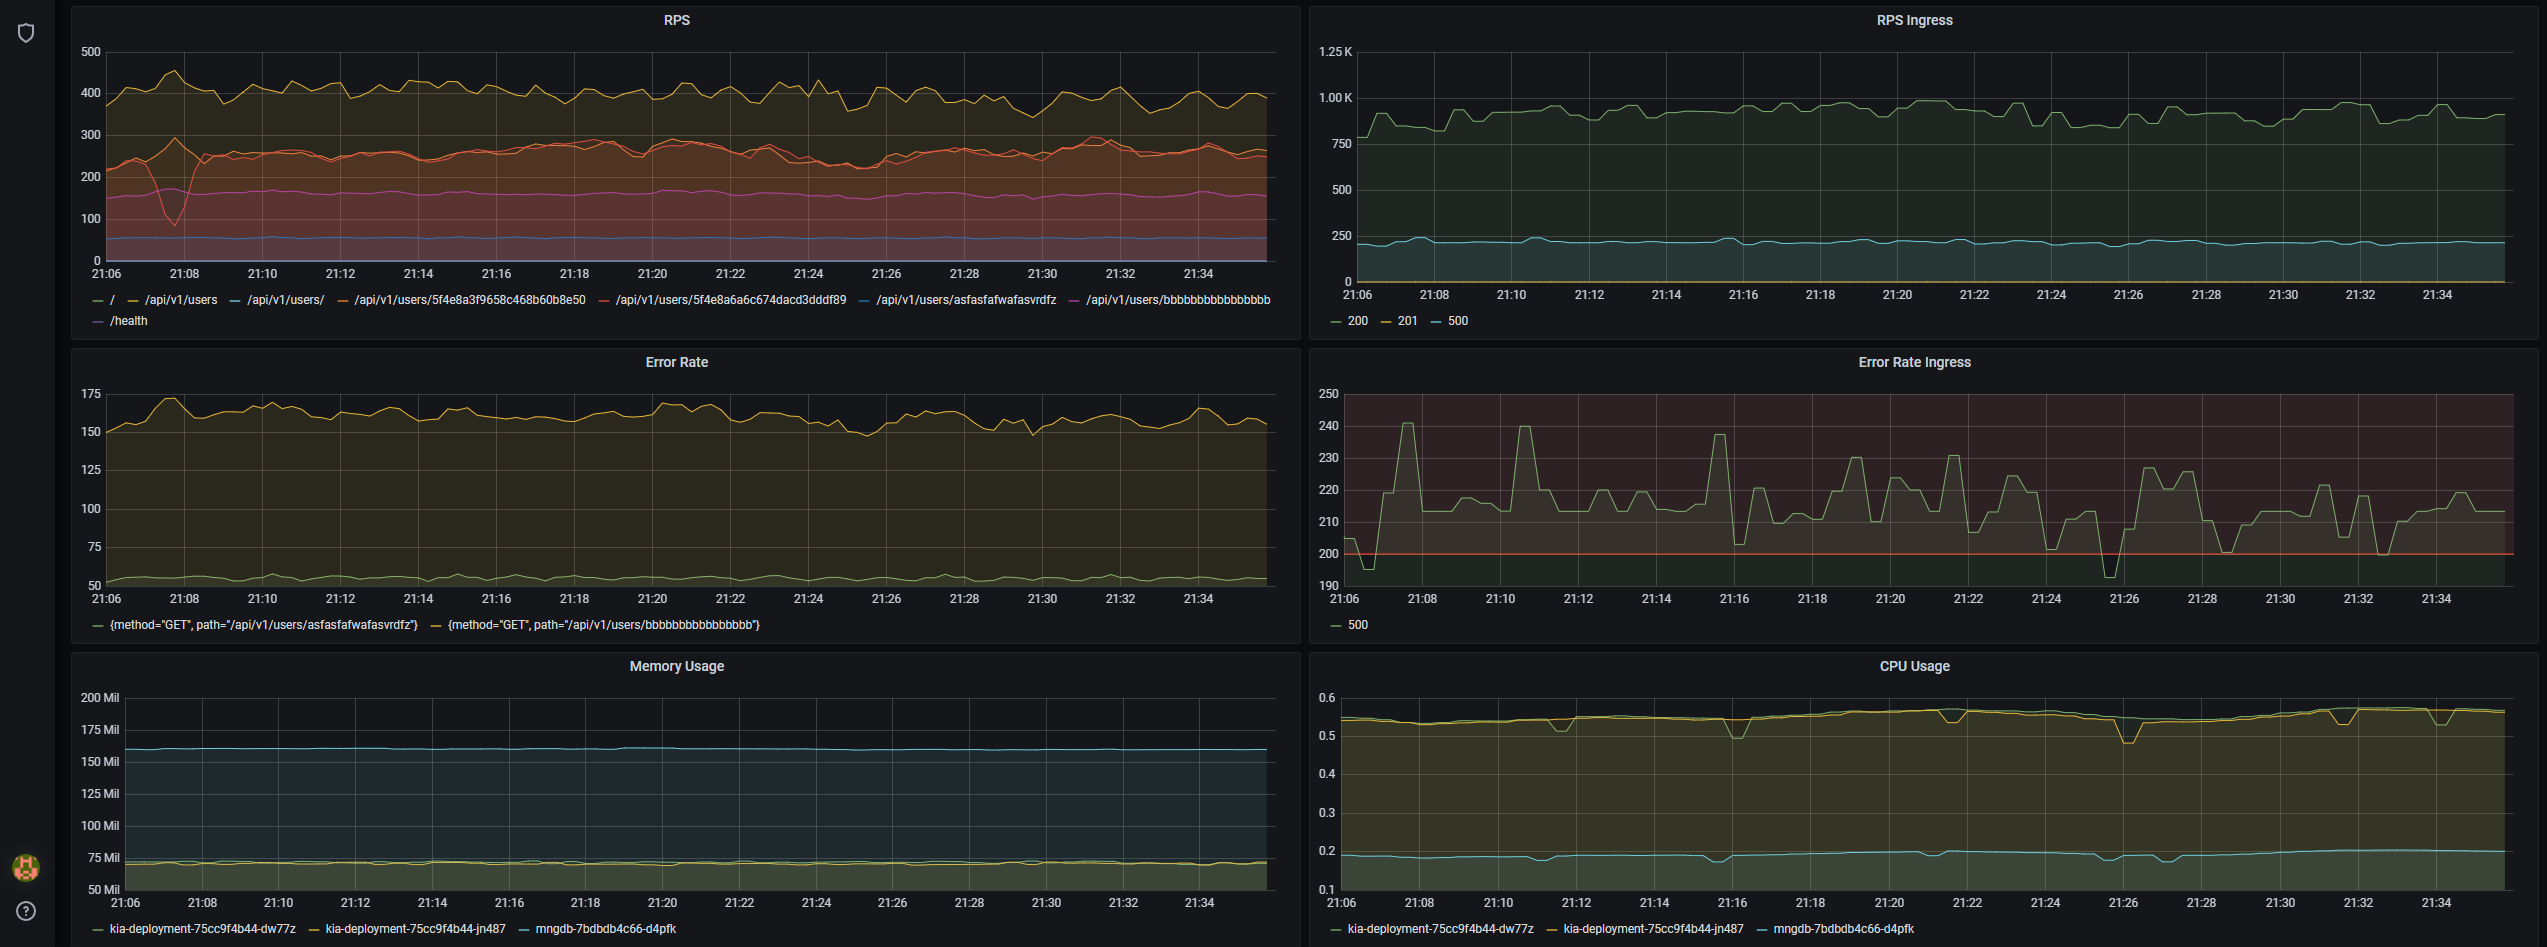 RPS
500
400
300
200
100
0
21:06 21:08 21:10 21:12 21:14 21:16 21:18 21:20 21:22 21:24 21:26 21:28 21:30 21:32 21:34
/ /api/v1/users /api/v1/users/ /api/v1/users/5f4e8a3f9658c468b60b8e50 /api/v1/users/5f4e8a6a6c674dacd3dddf89 /api/v1/users/asfasfafwafasvrdfz /api/v1/users/bbbbbbbbbbbbbbbb
/health
RPS Ingress
1.25 K
1.00 K
750
500
250
0
21:06 21:08 21:10 21:12 21:14 21:16 21:18 21:20 21:22 21:24 21:26 21:28 21:30 21:32 21:34
200 201 500
Error Rate
175
150
125
100
75
50
21:06 21:08 21:10 21:12 21:14 21:16 21:18 21:20 21:22 21:24 21:26 21:28 21:30 21:32 21:34
{method="GET", path="/api/v1/users/asfasfafwafasvrdfz"} {method="GET", path="/api/v1/users/bbbbbbbbbbbbbbbb"}
Error Rate Ingress
250
240
230
220
210
200
190
21:06 21:08 21:10 21:12 21:14 21:16 21:18 21:20 21:22 21:24 21:26 21:28 21:30 21:32 21:34
500
Memory Usage
200 Mil
175 Mil
150 Mil
125 Mil
100 Mil
75 Mil
50 Mil
21:06 21:08 21:10 21:12 21:14 21:16 21:18 21:20 21:22 21:24 21:26 21:28 21:30 21:32 21:34
kia-deployment-75cc9f4b44-dw77z kia-deployment-75cc9f4b44-jn487 mngdb-7bdbdb4c66-d4pfk
CPU Usage
0.6
0.5
0.4
0.3
0.2
0.1
21:06 21:08 21:10 21:12 21:14 21:16 21:18 21:20 21:22 21:24 21:26 21:28 21:30 21:32 21:34
kia-deployment-75cc9f4b44-dw77z kia-deployment-75cc9f4b44-jn487 mngdb-7bdbdb4c66-d4pfk